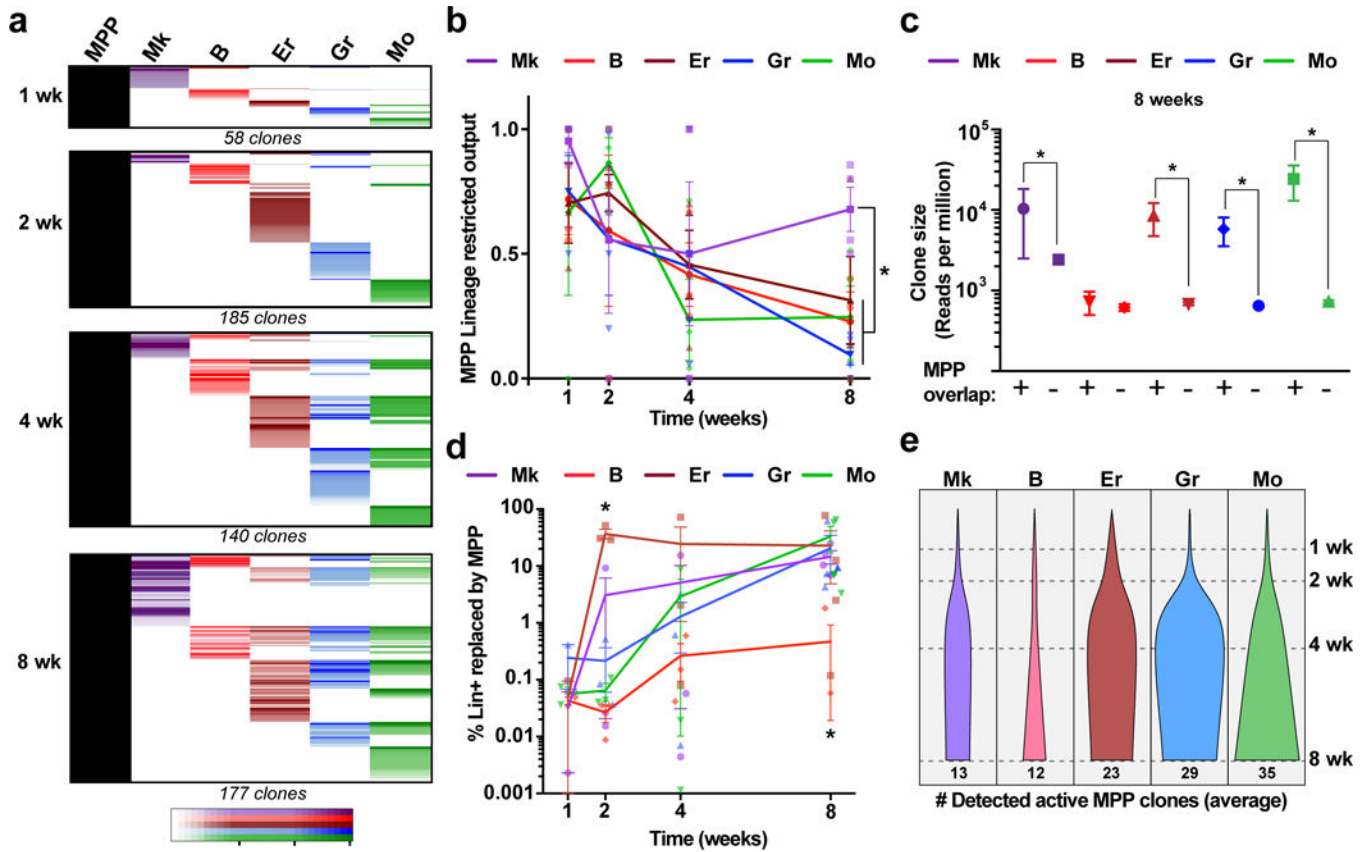 a
MPP Mk B Er Gr Mo
1 wk
58 clones
2 wk
185 clones
4 wk
140 clones
8 wk
177 clones
b
Mk B Er Gr Mo
MPP Lineage restricted output
1.0
0.5
0.0
*
1 2 4 8
Time (weeks)
c
Mk B Er Gr Mo
8 weeks
Clone size
(Reads per million)
10^5
10^4
10^3
* * * *
MPP
overlap: + - + - + - + - + -
d
Mk B Er Gr Mo
% Lin+ replaced by MPP
100
10
1
0.1
0.01
0.001
*
*
1 2 4 8
Time (weeks)
e
Mk B Er Gr Mo
1 wk
2 wk
4 wk
8 wk
13 12 23 29 35
# Detected active MPP clones (average)